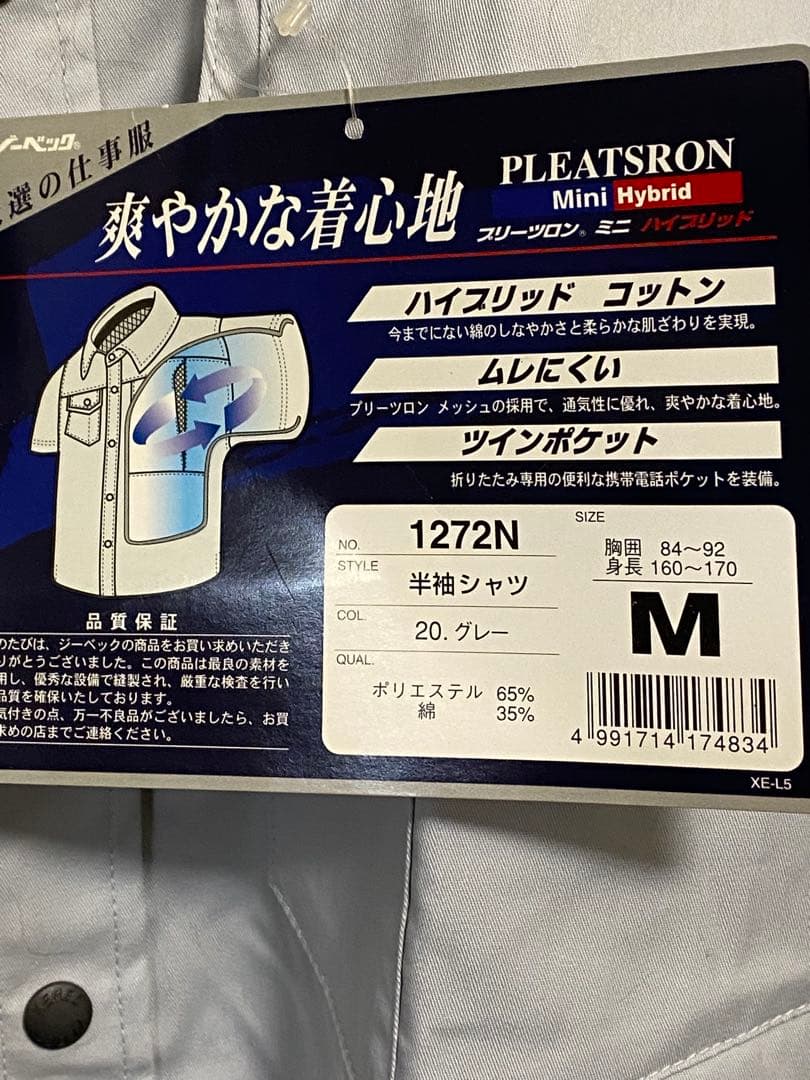 ジーベック®
選の仕事服
爽やかな着心地
PLEATSRON
Mini Hybrid
プリーツロン® ミニ ハイブリッド
ハイブリッド コットン
今までにない綿のしなやかさと柔らかな肌ざわりを実現。
ムレにくい
プリーツロン メッシュの採用で、通気性に優れ、爽やかな着心地。
ツインポケット
折りたたみ専用の便利な携帯電話ポケットを装備。
NO. 1272N
STYLE 半袖シャツ
COL. 20.グレー
QUAL.
ポリエステル 65%
綿 35%
SIZE
胸囲 84～92
身長 160～170
M
4 991714 174834
XE-L5
品質保証
のたびは、ジーベックの商品をお買い求めいただき
りがとうございました。この商品は最良の素材を
用し、優秀な設備で縫製され、厳重な検査を行い
品質を確保いたしております。
気付きの点、万一不良品がございましたら、お買
求めの店までご連絡ください。